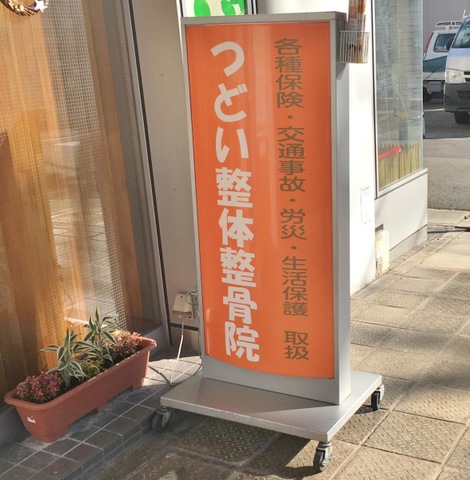 各種保険・交通事故・労災・生活保護 取扱
つどい整体整骨院